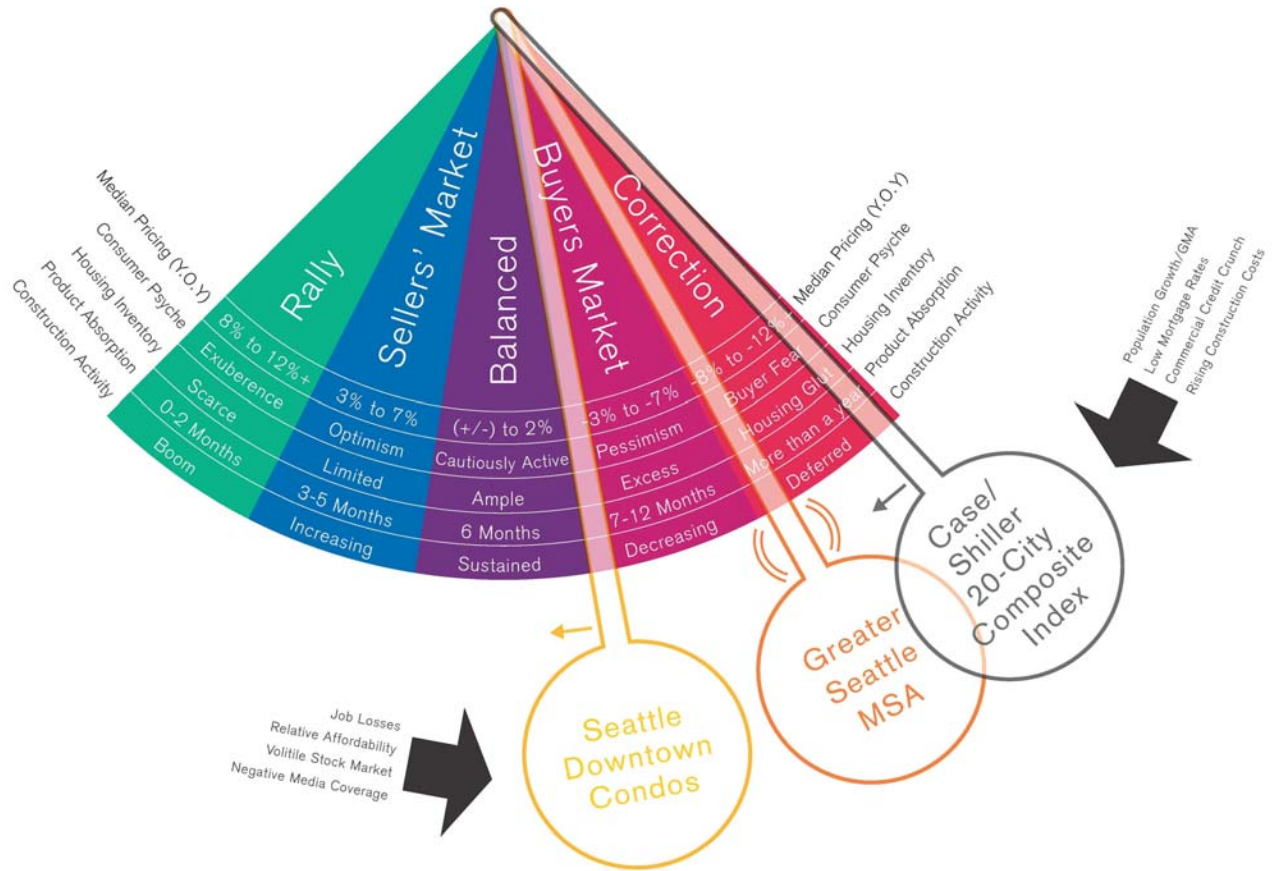 Median Pricing (Y.O.Y)
Consumer Psyche
Housing Inventory
Product Absorption
Construction Activity
Rally
8% to 12%+
Exuberence
Scarce
0-2 Months
Boom
Sellers' Market
3% to 7%
Optimism
Limited
3-5 Months
Increasing
Balanced
(+/-) to 2%
Cautiously Active
Ample
6 Months
Sustained
Buyers Market
-3% to -7%
Pessimism
Excess
7-12 Months
Decreasing
Correction
-8% to -12%+
Buyer Fear
Housing Glut
More than a year
Deferred
Median Pricing (Y.O.Y)
Consumer Psyche
Housing Inventory
Product Absorption
Construction Activity
Population Growth/GMA
Low Mortgage Rates
Commercial Credit Crunch
Rising Construction Costs
Case/
Shiller
20-City
Composite
Index
Greater
Seattle
MSA
Seattle
Downtown
Condos
Job Losses
Relative Affordability
Volitile Stock Market
Negative Media Coverage